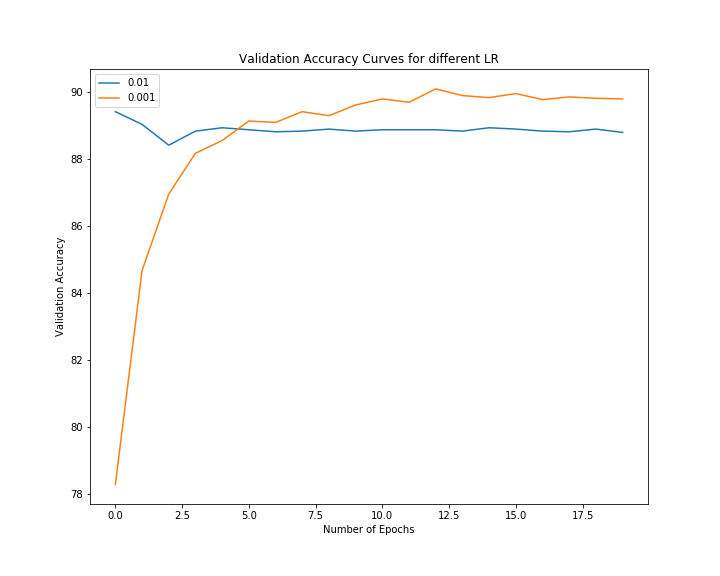 Validation Accuracy Curves for different LR
0.01
0.001
Validation Accuracy
90
88
86
84
82
80
78
0.0 2.5 5.0 7.5 10.0 12.5 15.0 17.5
Number of Epochs